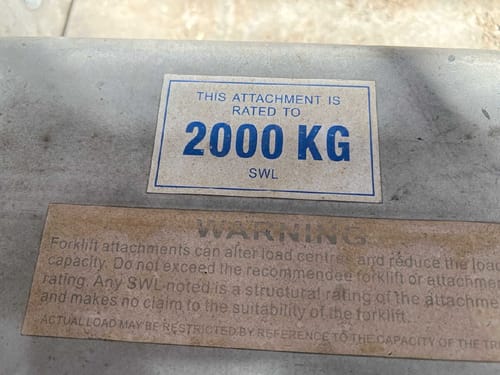 THIS ATTACHMENT IS
RATED TO
2000 KG
SWL
WARNING
Forklift attachments can alter load centres and reduce the load
capacity. Do not exceed the recommended forklift or attachmen
rating. Any SWL noted is a structural rating of the attachme
and makes no claim to the suitability of the forklift.
ACTUAL LOAD MAY BE RESTRICTED BY REFERENCE TO THE CAPACITY OF THE TR